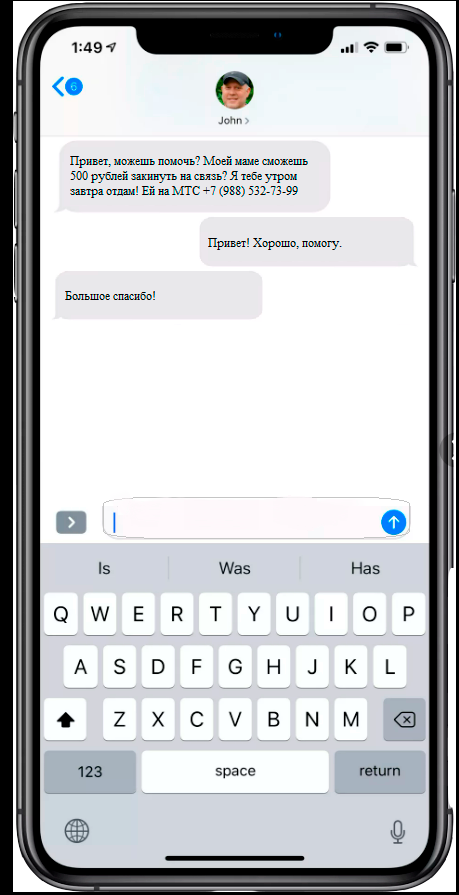 1:49
6
John >
Привет, можешь помочь? Моей маме сможешь
500 рублей закинуть на связь? Я тебе утром
завтра отдам! Ей на МТС +7 (988) 532-73-99
Привет! Хорошо, помогу.
Большое спасибо!
Is Was Has
Q W E R T Y U I O P
A S D F G H J K L
Z X C V B N M
123 space return